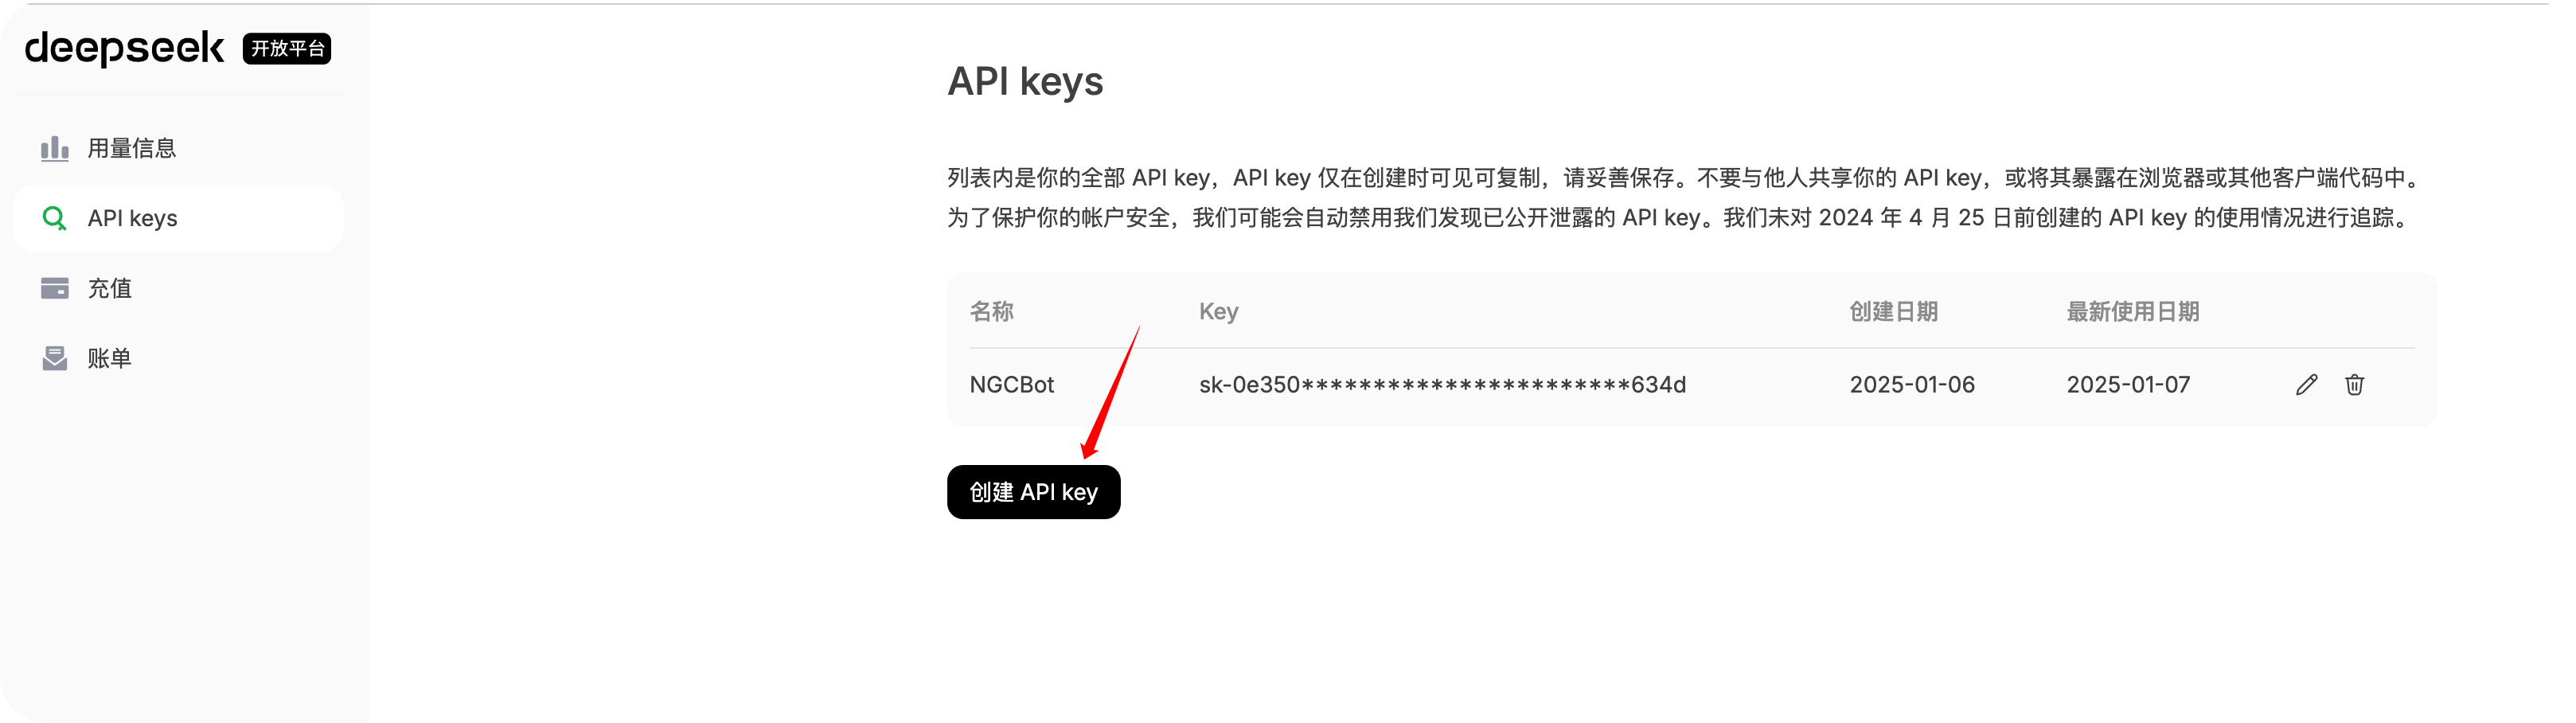 deepseek 开放平台
用量信息
API keys
充值
账单
API keys
列表内是你的全部 API key，API key 仅在创建时可见可复制，请妥善保存。不要与他人共享你的 API key，或将其暴露在浏览器或其他客户端代码中。
为了保护你的帐户安全，我们可能会自动禁用我们发现已公开泄露的 API key。我们未对 2024 年 4 月 25 日前创建的 API key 的使用情况进行追踪。
名称 Key 创建日期 最新使用日期
NGCBot sk-0e350***********************634d 2025-01-06 2025-01-07
创建 API key